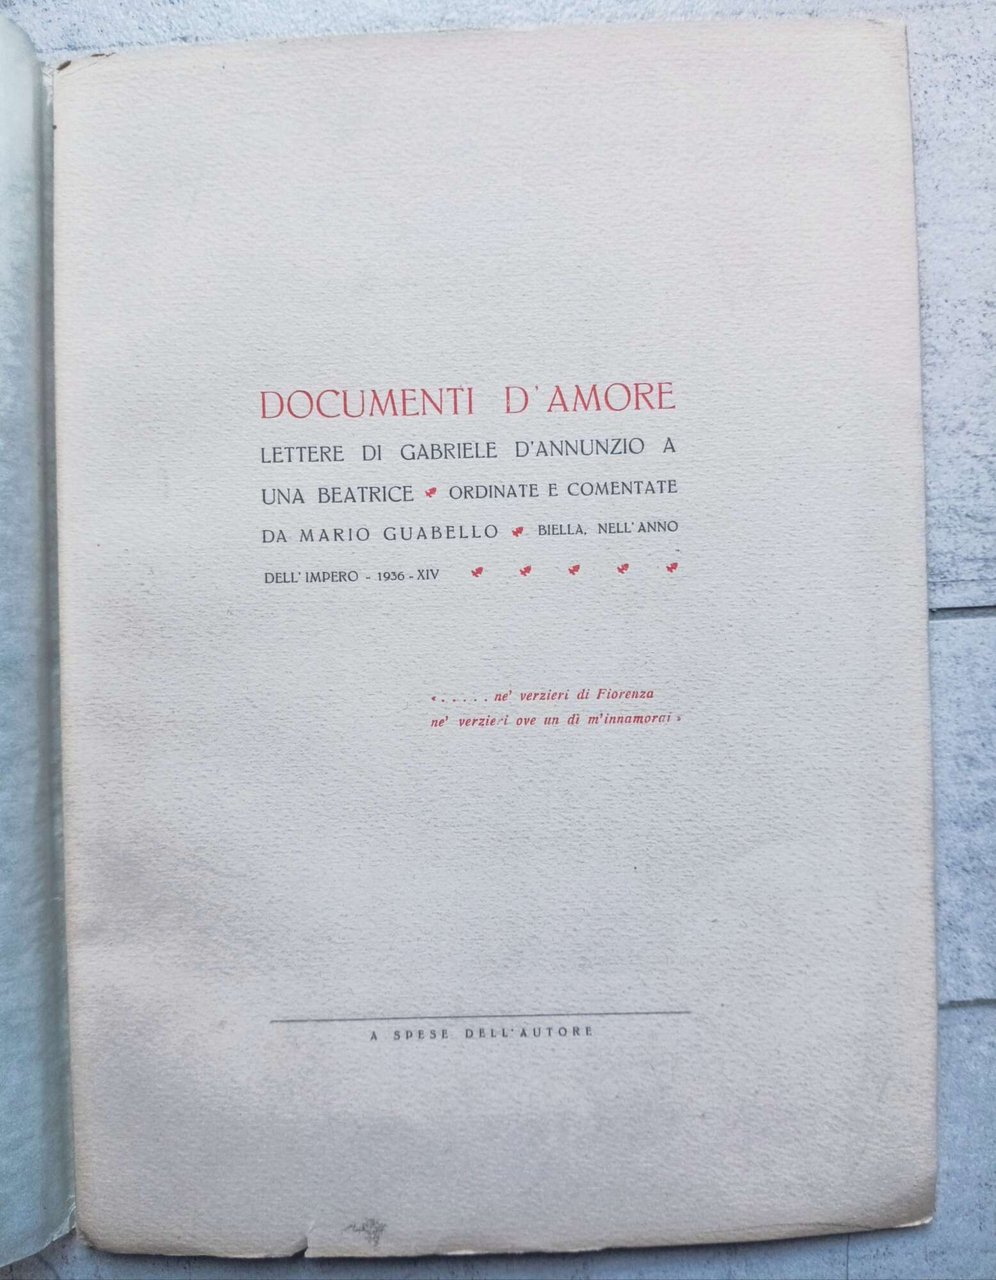 DOCUMENTI D'AMORE
LETTERE DI GABRIELE D'ANNUNZIO A
UNA BEATRICE ORDINATE E COMENTATE
DA MARIO GUABELLO BIELLA, NELL'ANNO
DELL'IMPERO - 1936 - XIV
« . . . . . ne' verzieri di Fiorenza
ne' verzieri ove un dì m'innamorai »
A SPESE DELL'AUTORE